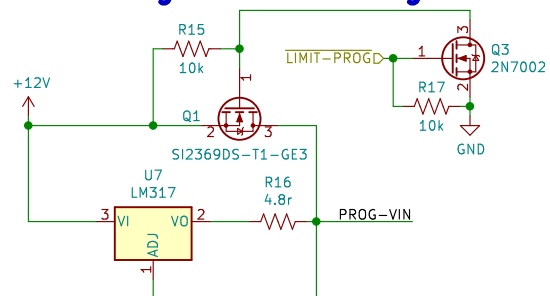 R15
10k
3
Q3
2N7002
LIMIT-PROG
1
2
R17
10k
GND
+12V
1
Q1
2
3
SI2369DS-T1-GE3
U7
LM317
R16
4.8r
3
VI
VO
2
PROG-VIN
ADJ
1